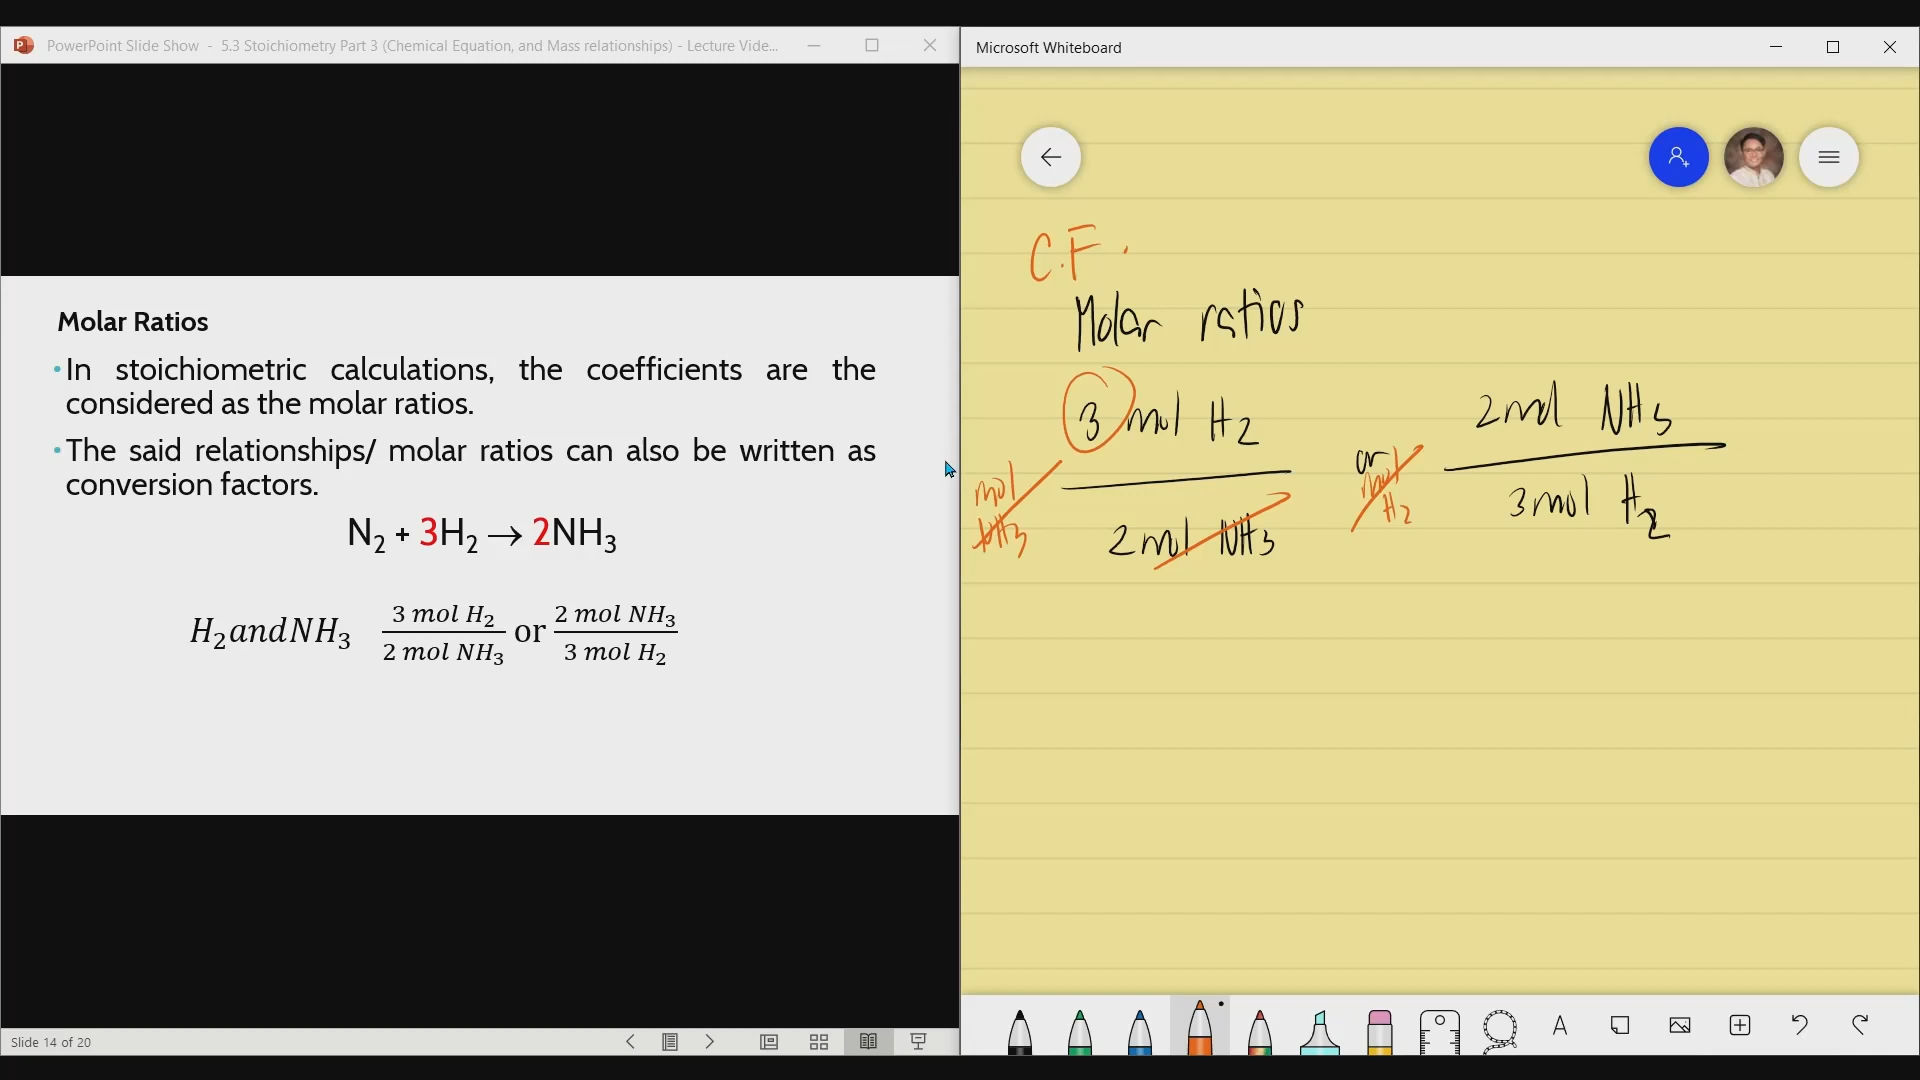 PowerPoint Slide Show - 5.3 Stoichiometry Part 3 (Chemical Equation, and Mass relationships) - Lecture Vide...
Molar Ratios
• In stoichiometric calculations, the coefficients are the
considered as the molar ratios.
• The said relationships/ molar ratios can also be written as
conversion factors.
N₂ + 3H₂ → 2NH₃
H₂andNH₃ 3 mol H₂ / 2 mol NH₃ or 2 mol NH₃ / 3 mol H₂
Slide 14 of 20
Microsoft Whiteboard
C.F.
Molar ratios
mol NH₃ 3 mol H₂ / 2 mol NH₃
or
mol H₂ 2 mol NH₃ / 3 mol H₂
A